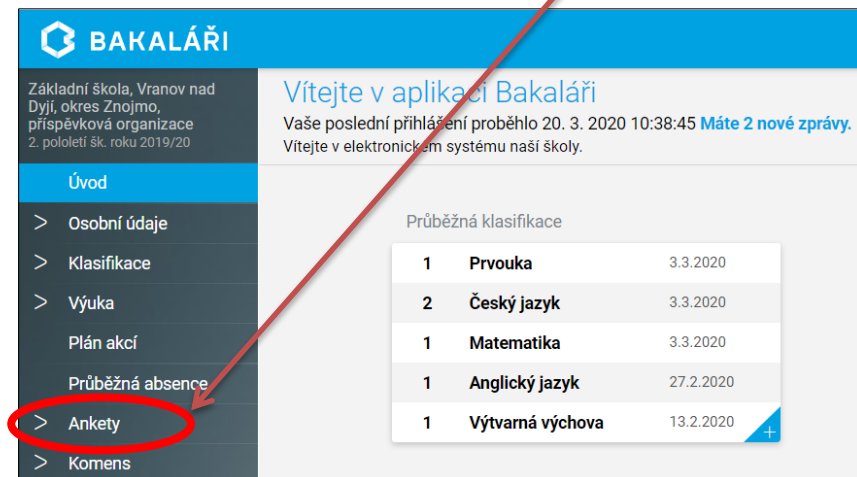 BAKALÁŘI
Základní škola, Vranov nad
Dyjí, okres Znojmo,
příspěvková organizace
2. pololetí šk. roku 2019/20
Úvod
> Osobní údaje
> Klasifikace
> Výuka
Plán akcí
Průběžná absence
> Ankety
> Komens
Vítejte v aplikaci Bakaláři
Vaše poslední přihlášení proběhlo 20. 3. 2020 10:38:45 Máte 2 nové zprávy.
Vítejte v elektronickém systému naší školy.
Průběžná klasifikace
1 Prvouka 3.3.2020
2 Český jazyk 3.3.2020
1 Matematika 3.3.2020
1 Anglický jazyk 27.2.2020
1 Výtvarná výchova 13.2.2020
+